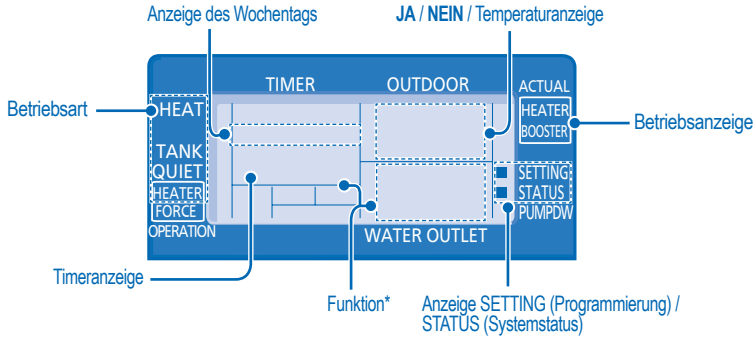 Anzeige des Wochentags
JA / NEIN / Temperaturanzeige
TIMER
OUTDOOR
ACTUAL
Betriebsart
HEAT
HEATER
BOOSTER
Betriebsanzeige
TANK
QUIET
HEATER
FORCE
OPERATION
SETTING
STATUS
PUMPDW
WATER OUTLET
Timeranzeige
Funktion*
Anzeige SETTING (Programmierung) /
STATUS (Systemstatus)